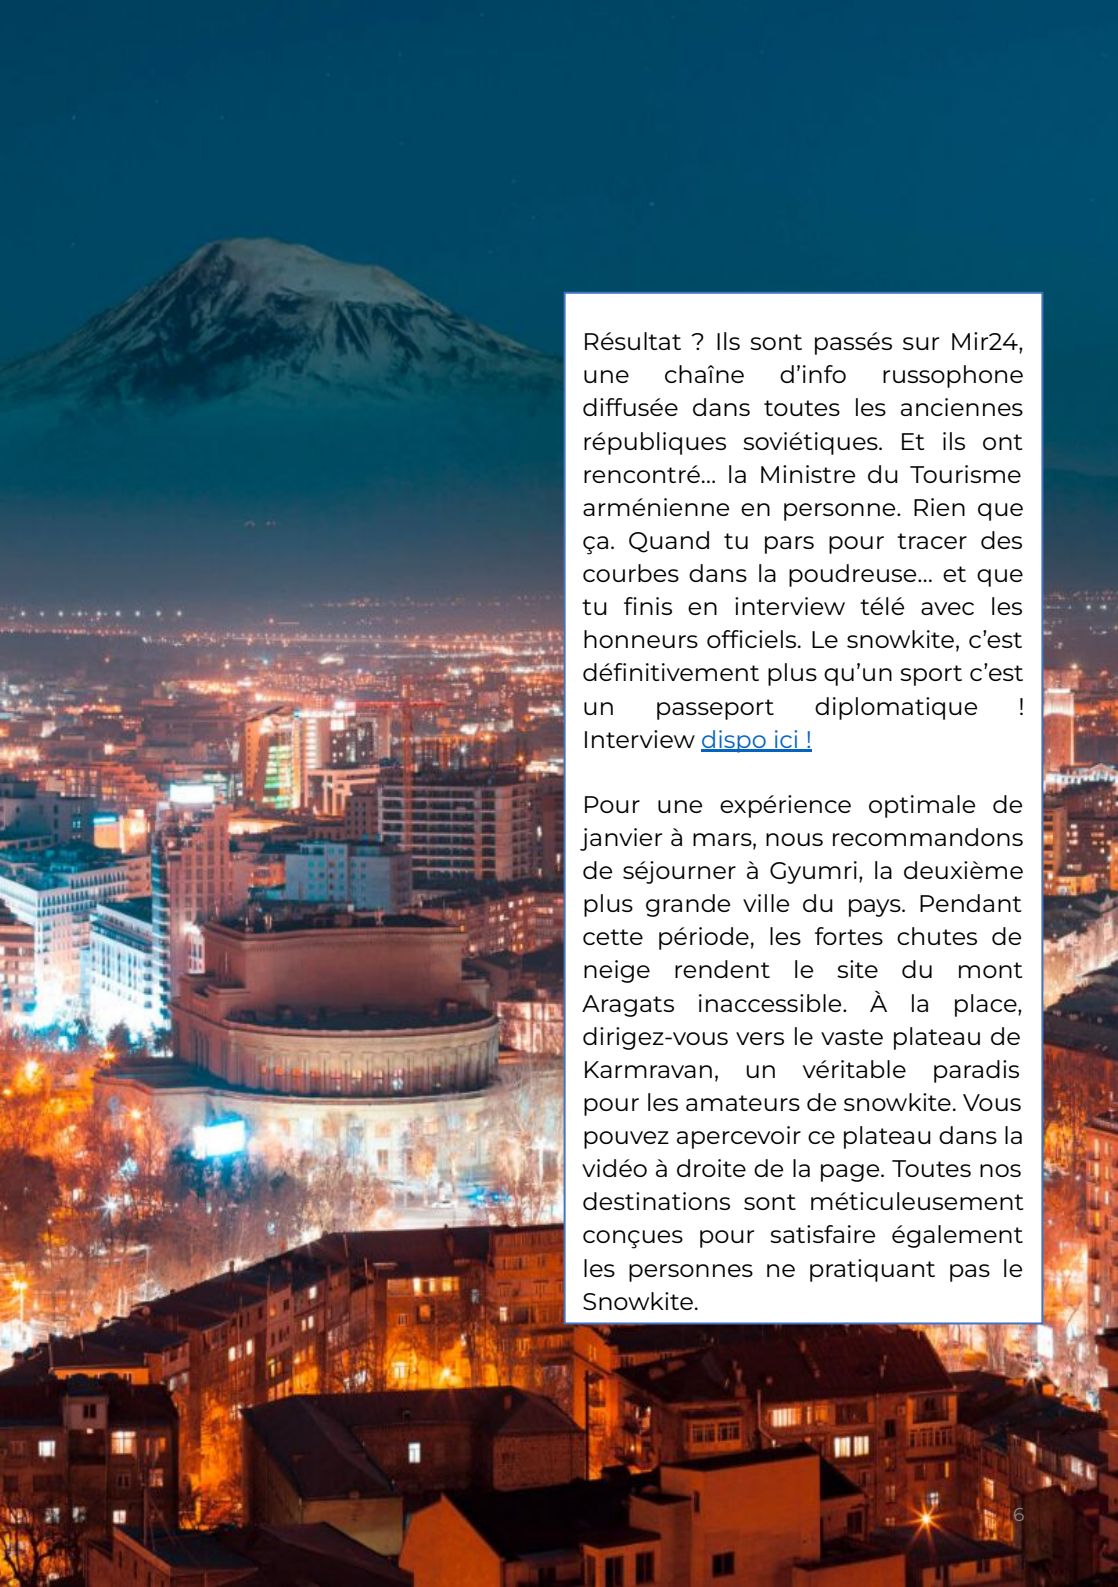 Résultat ? Ils sont passés sur Mir24,
une chaîne d’info russophone
diffusée dans toutes les anciennes
républiques soviétiques. Et ils ont
rencontré… la Ministre du Tourisme
arménienne en personne. Rien que
ça. Quand tu pars pour tracer des
courbes dans la poudreuse… et que
tu finis en interview télé avec les
honneurs officiels. Le snowkite, c’est
définitivement plus qu’un sport c’est
un passeport diplomatique !
Interview dispo ici !
Pour une expérience optimale de
janvier à mars, nous recommandons
de séjourner à Gyumri, la deuxième
plus grande ville du pays. Pendant
cette période, les fortes chutes de
neige rendent le site du mont
Aragats inaccessible. À la place,
dirigez-vous vers le vaste plateau de
Karmravan, un véritable paradis
pour les amateurs de snowkite. Vous
pouvez apercevoir ce plateau dans la
vidéo à droite de la page. Toutes nos
destinations sont méticuleusement
conçues pour satisfaire également
les personnes ne pratiquant pas le
Snowkite.
6